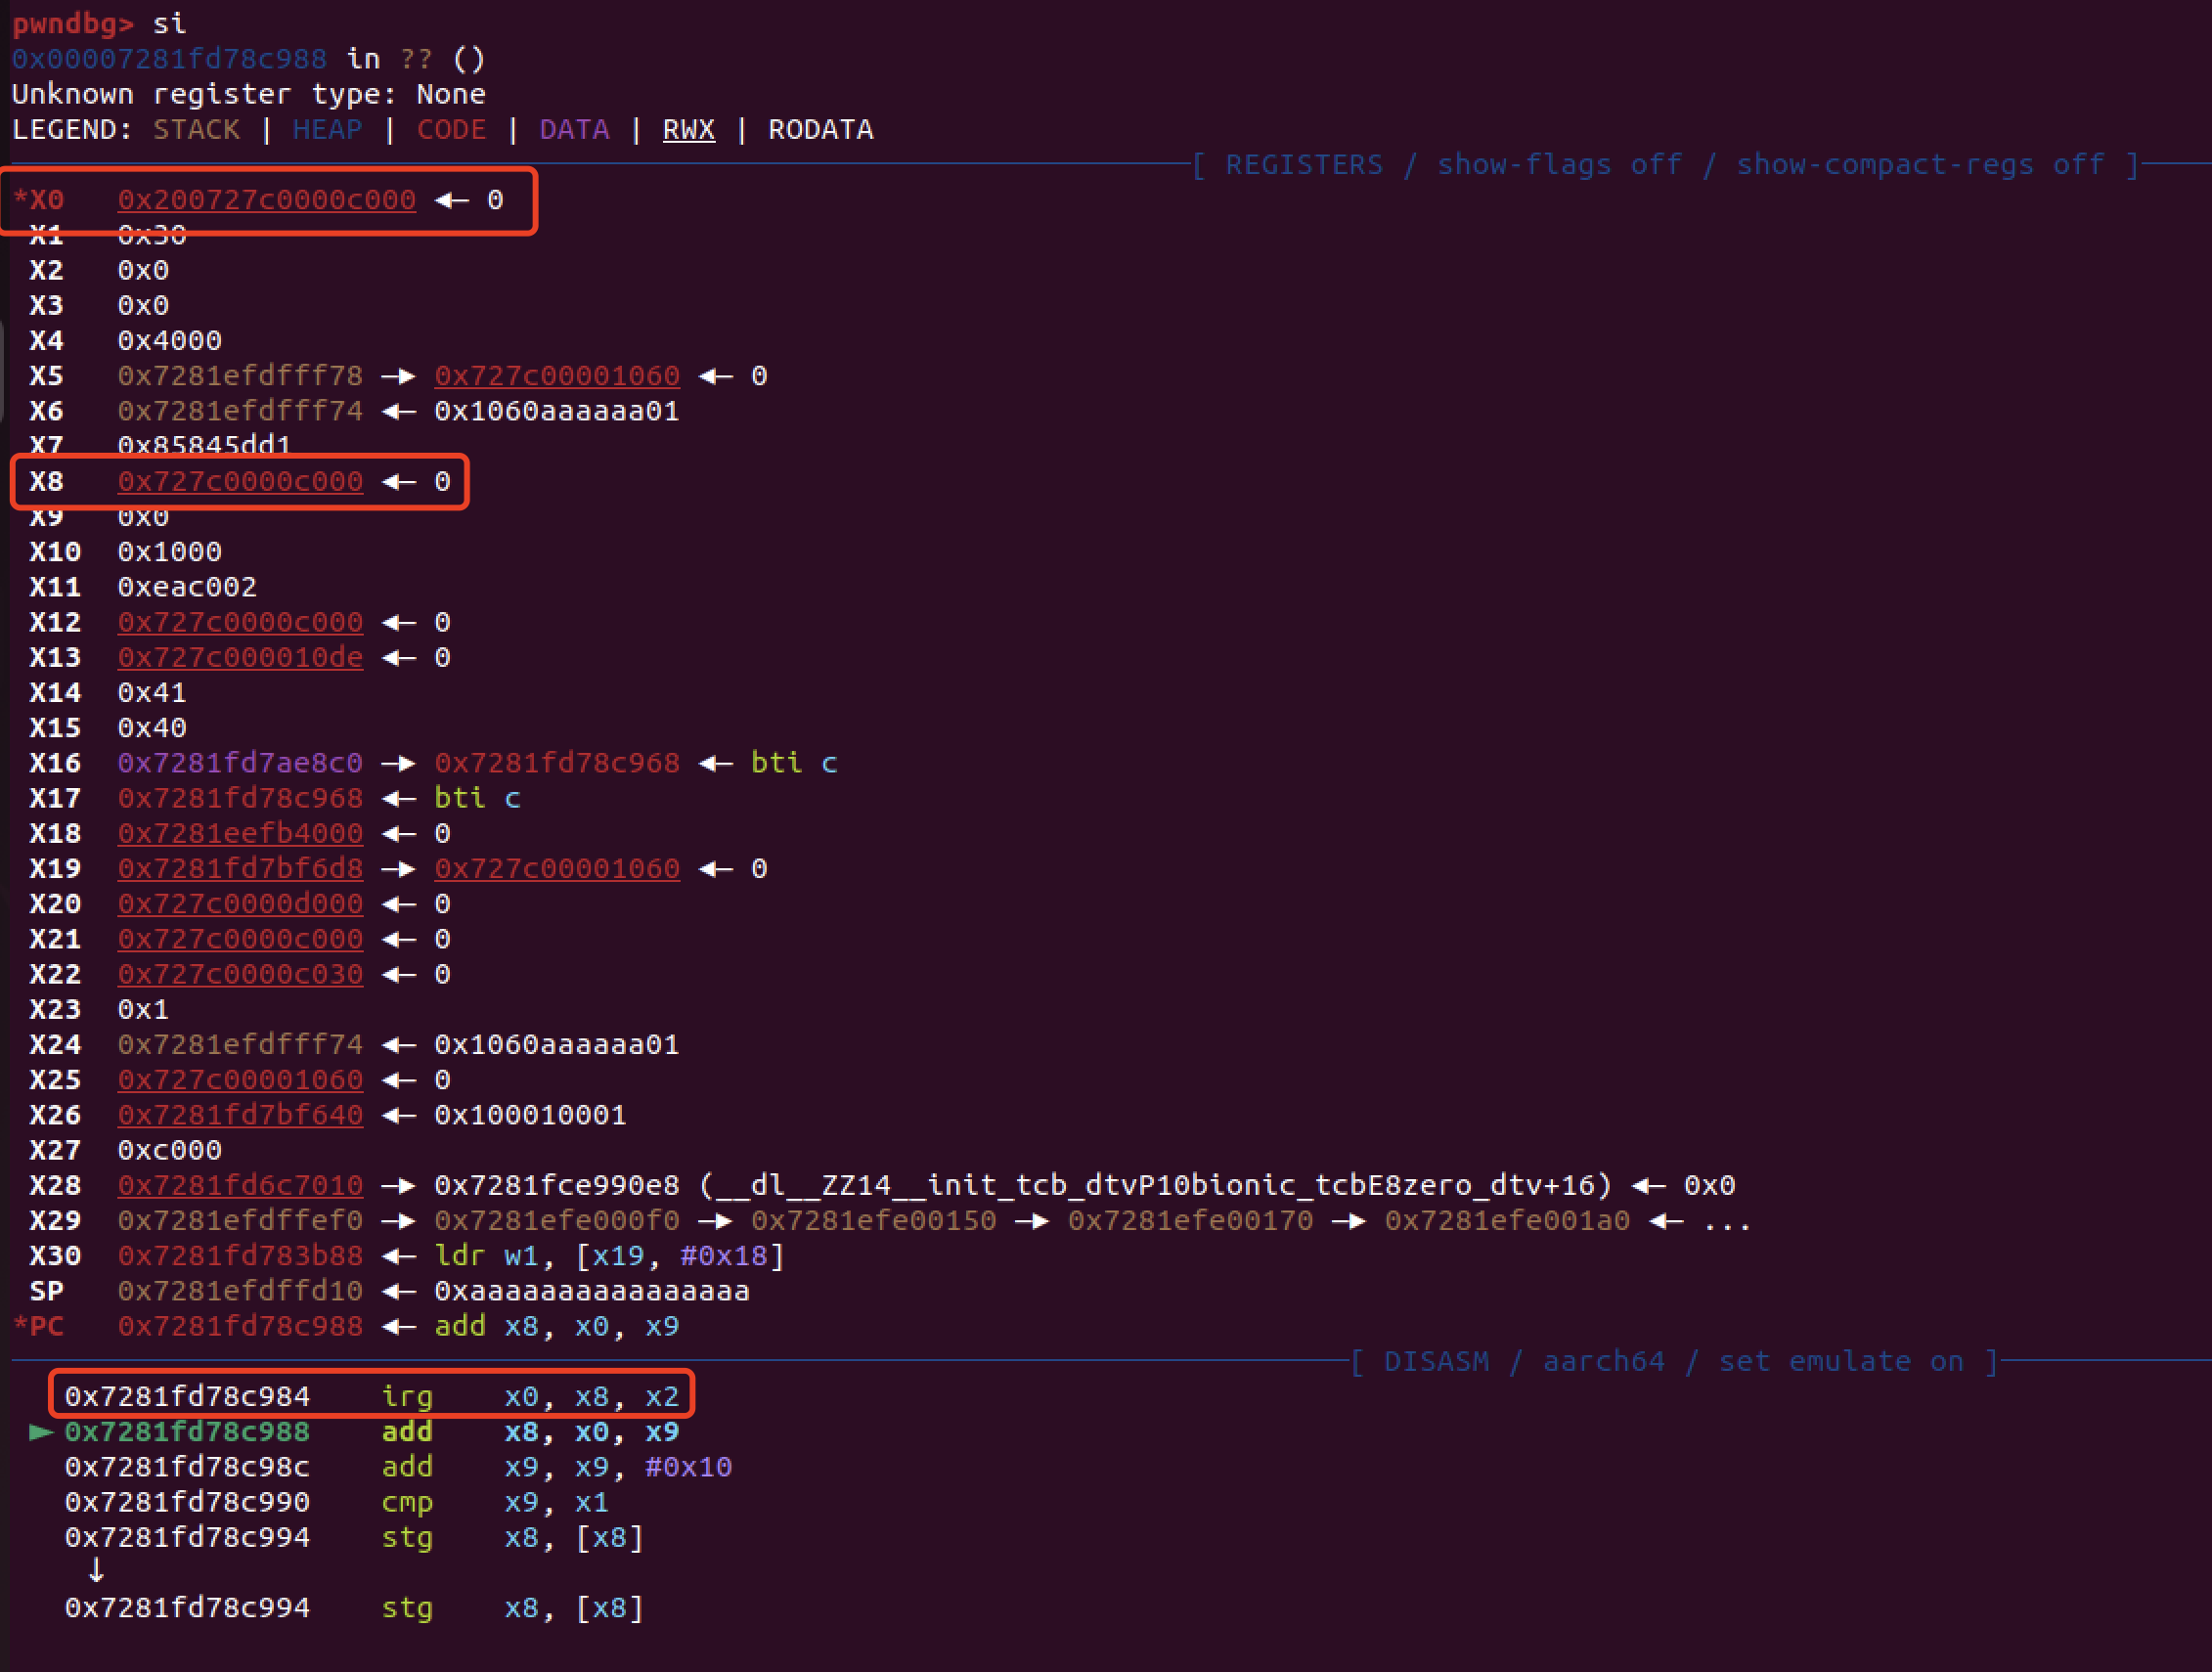 pwndbg> si
0x00007281fd78c988 in ?? ()
Unknown register type: None
LEGEND: STACK | HEAP | CODE | DATA | RWX | RODATA
[ REGISTERS / show-flags off / show-compact-regs off ]
*X0 0x200727c0000c000 ◂— 0
X1 0x30
X2 0x0
X3 0x0
X4 0x4000
X5 0x7281efdfff78 —▸ 0x727c00001060 ◂— 0
X6 0x7281efdfff74 ◂— 0x1060aaaaaa01
X7 0x85845dd1
X8 0x727c0000c000 ◂— 0
X9 0x0
X10 0x1000
X11 0xeac002
X12 0x727c0000c000 ◂— 0
X13 0x727c000010de ◂— 0
X14 0x41
X15 0x40
X16 0x7281fd7ae8c0 —▸ 0x7281fd78c968 ◂— bti c
X17 0x7281fd78c968 ◂— bti c
X18 0x7281eefb4000 ◂— 0
X19 0x7281fd7bf6d8 —▸ 0x727c00001060 ◂— 0
X20 0x727c0000d000 ◂— 0
X21 0x727c0000c000 ◂— 0
X22 0x727c0000c030 ◂— 0
X23 0x1
X24 0x7281efdfff74 ◂— 0x1060aaaaaa01
X25 0x727c00001060 ◂— 0
X26 0x7281fd7bf640 ◂— 0x100010001
X27 0xc000
X28 0x7281fd6c7010 —▸ 0x7281fce990e8 (__dl__ZZ14__init_tcb_dtvP10bionic_tcbE8zero_dtv+16) ◂— 0x0
X29 0x7281efdffef0 —▸ 0x7281efe000f0 —▸ 0x7281efe00150 —▸ 0x7281efe00170 —▸ 0x7281efe001a0 ◂— ...
X30 0x7281fd783b88 ◂— ldr w1, [x19, #0x18]
SP 0x7281efdffd10 ◂— 0xaaaaaaaaaaaaaaaa
*PC 0x7281fd78c988 ◂— add x8, x0, x9
[ DISASM / aarch64 / set emulate on ]
0x7281fd78c984 irg x0, x8, x2
► 0x7281fd78c988 add x8, x0, x9
0x7281fd78c98c add x9, x9, #0x10
0x7281fd78c990 cmp x9, x1
0x7281fd78c994 stg x8, [x8]
↓
0x7281fd78c994 stg x8, [x8]